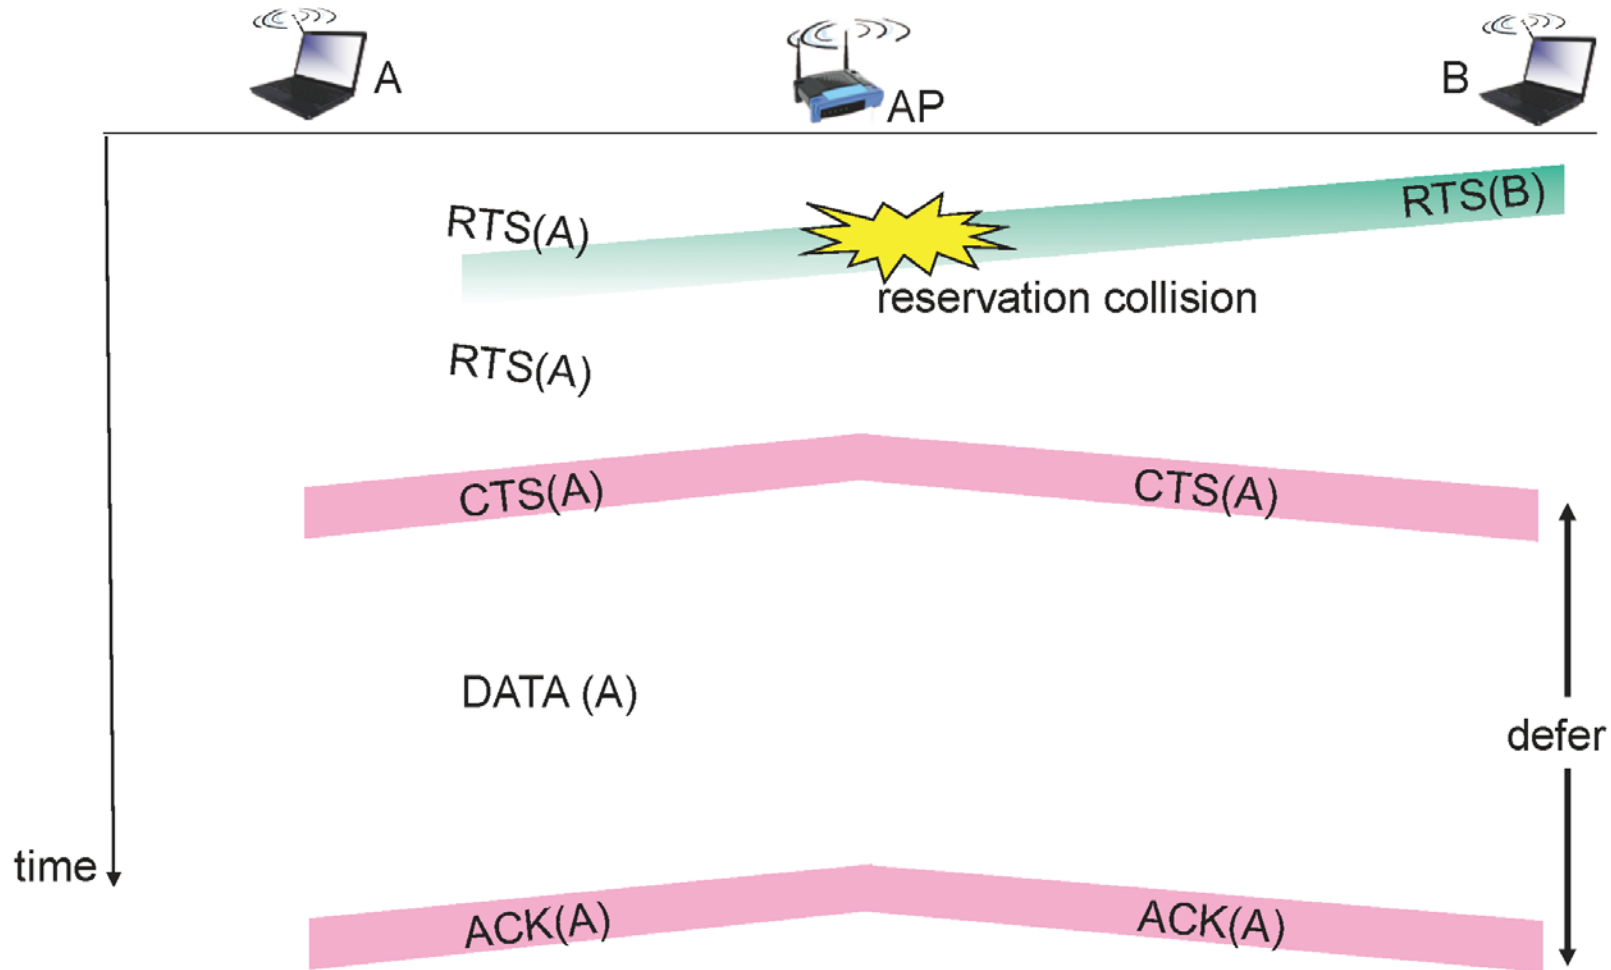 A
AP
B
RTS(A)
RTS(B)
reservation collision
RTS(A)
CTS(A)
CTS(A)
DATA (A)
defer
time
ACK(A)
ACK(A)